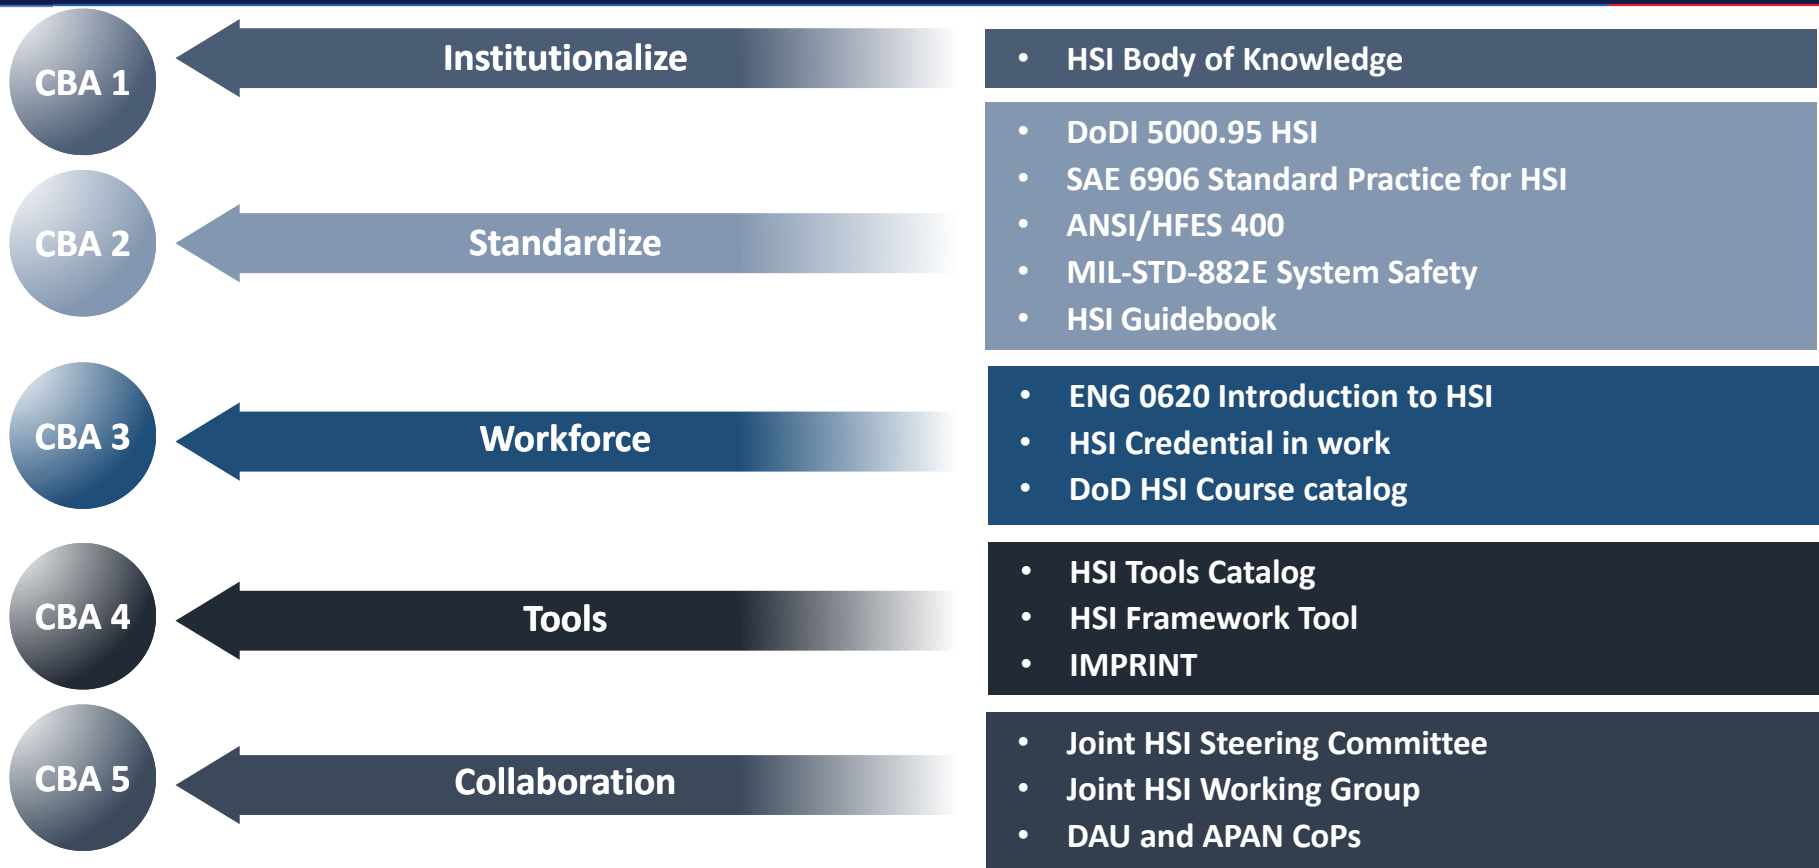 CBA 1
Institutionalize
• HSI Body of Knowledge
CBA 2
Standardize
• DoDI 5000.95 HSI
• SAE 6906 Standard Practice for HSI
• ANSI/HFES 400
• MIL-STD-882E System Safety
• HSI Guidebook
CBA 3
Workforce
• ENG 0620 Introduction to HSI
• HSI Credential in work
• DoD HSI Course catalog
CBA 4
Tools
• HSI Tools Catalog
• HSI Framework Tool
• IMPRINT
CBA 5
Collaboration
• Joint HSI Steering Committee
• Joint HSI Working Group
• DAU and APAN CoPs